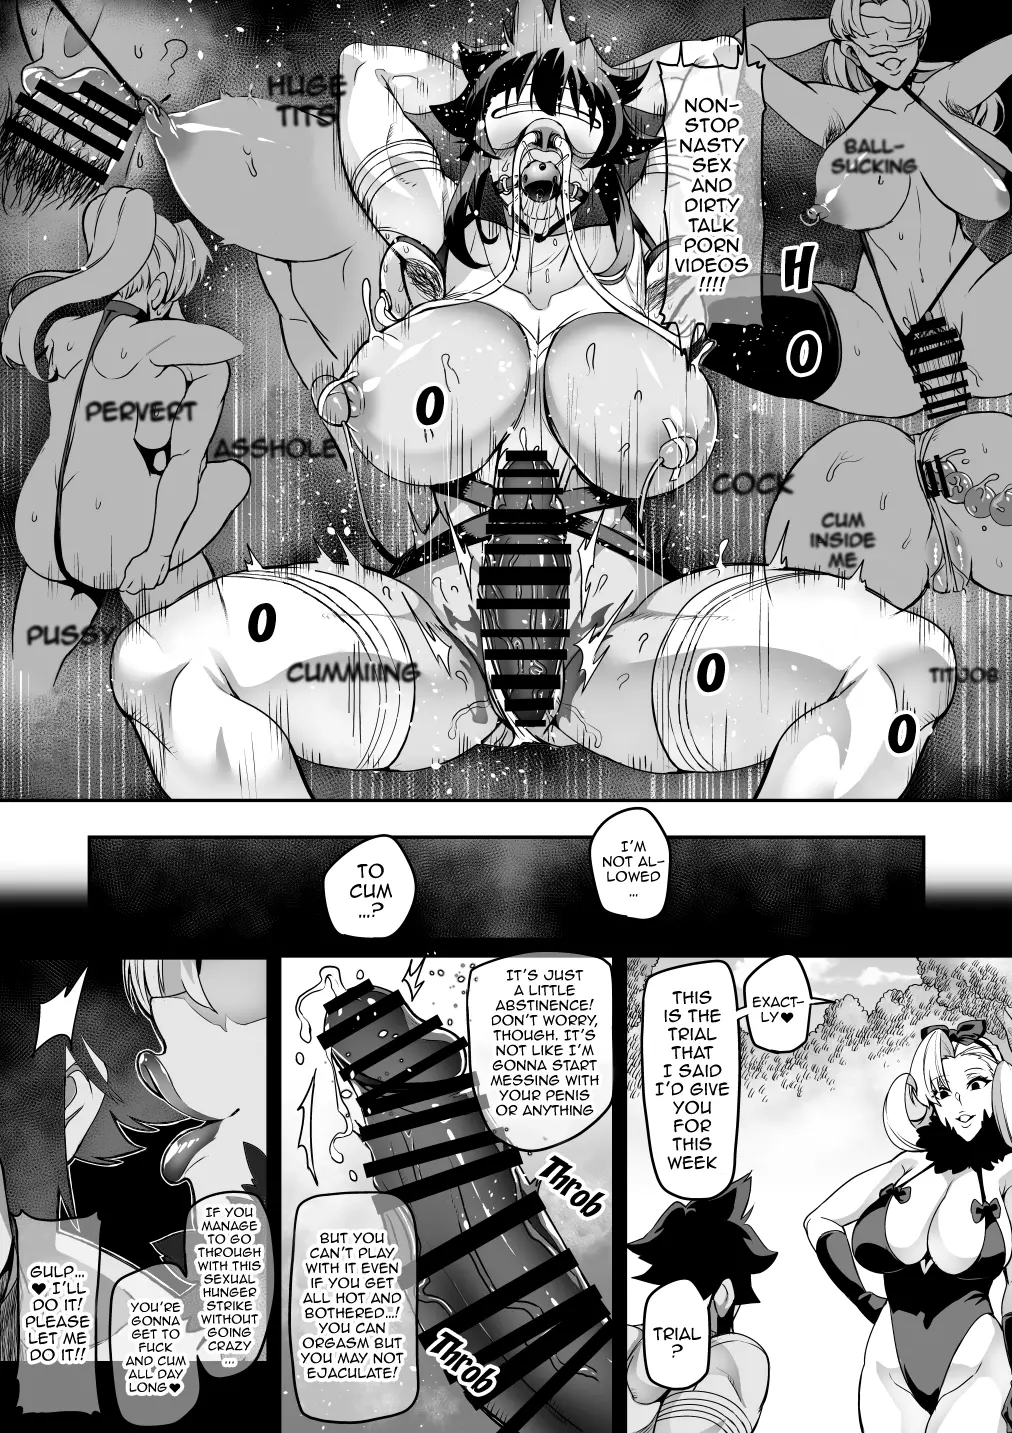 NON-
STOP
NASTY
SEX
AND
DIRTY
TALK
PORN
VIDEOS
!!!!
HUGE
TITS
BALL-
SUCKING
H
O
O
O
O
O
PERVERT
ASSHOLE
COCK
CUM
INSIDE
ME
PUSSY
CUMMIIING
TITJOB
I'M
NOT AL-
LOWED
...
TO
CUM
...?
EXACT-
LY♥
THIS
IS THE
TRIAL
THAT
I SAID
I'D GIVE
YOU
FOR
THIS
WEEK
TRIAL
?
IT'S JUST
A LITTLE
ABSTINENCE!
DON'T WORRY,
THOUGH. IT'S
NOT LIKE I'M
GONNA START
MESSING WITH
YOUR PENIS
OR ANYTHING
Throb
BUT YOU
CAN'T PLAY
WITH IT EVEN
IF YOU GET
ALL HOT AND
BOTHERED...!
YOU CAN
ORGASM BUT
YOU MAY NOT
EJACULATE!
Throb
IF YOU
MANAGE
TO GO
THROUGH
WITH THIS
SEXUAL
HUNGER
STRIKE
WITHOUT
GOING
CRAZY
...
YOU'RE
GONNA
GET TO
FUCK
AND CUM
ALL DAY
LONG♥
GULP...
♥ I'LL
DO IT!
PLEASE
LET ME
DO IT!!